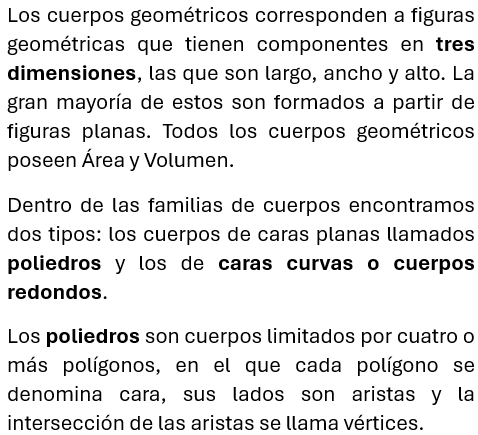 Los cuerpos geométricos corresponden a figuras
geométricas que tienen componentes en tres
dimensiones, las que son largo, ancho y alto. La
gran mayoría de estos son formados a partir de
figuras planas. Todos los cuerpos geométricos
poseen Área y Volumen.
Dentro de las familias de cuerpos encontramos
dos tipos: los cuerpos de caras planas llamados
poliedros y los de caras curvas o cuerpos
redondos.
Los poliedros son cuerpos limitados por cuatro o
más polígonos, en el que cada polígono se
denomina cara, sus lados son aristas y la
intersección de las aristas se llama vértices.